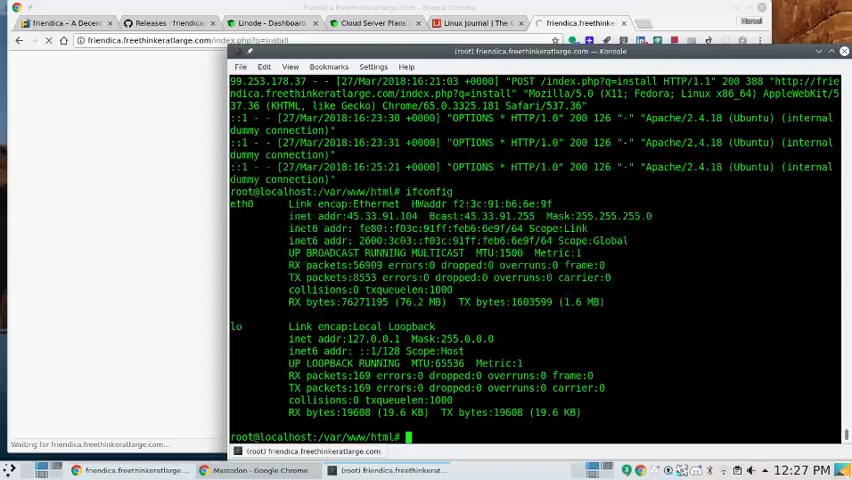 friendica.freethinkeratlarge.com/index.php?q=install - Google Chrome
friendica – A Decen
Releases · friendica
Linode - Dashboard
Cloud Server Plans
Linux Journal | The C
friendica.freethinke
Manuel
friendica.freethinkeratlarge.com/index.php?q=install
(root) friendica.freethinkeratlarge.com — Konsole
File Edit View Bookmarks Settings Help
99.253.178.37 - - [27/Mar/2018:16:21:03 +0000] "POST /index.php?q=install HTTP/1.1" 200 388 "http://frie
ndica.freethinkeratlarge.com/index.php?q=install" "Mozilla/5.0 (X11; Fedora; Linux x86_64) AppleWebKit/5
37.36 (KHTML, like Gecko) Chrome/65.0.3325.181 Safari/537.36"
::1 - - [27/Mar/2018:16:23:30 +0000] "OPTIONS * HTTP/1.0" 200 126 "-" "Apache/2.4.18 (Ubuntu) (internal
dummy connection)"
::1 - - [27/Mar/2018:16:23:31 +0000] "OPTIONS * HTTP/1.0" 200 126 "-" "Apache/2.4.18 (Ubuntu) (internal
dummy connection)"
::1 - - [27/Mar/2018:16:25:21 +0000] "OPTIONS * HTTP/1.0" 200 126 "-" "Apache/2.4.18 (Ubuntu) (internal
dummy connection)"
root@localhost:/var/www/html# ifconfig
eth0 Link encap:Ethernet HWaddr f2:3c:91:b6:6e:9f
inet addr:45.33.91.104 Bcast:45.33.91.255 Mask:255.255.255.0
inet6 addr: fe80::f03c:91ff:feb6:6e9f/64 Scope:Link
inet6 addr: 2600:3c03::f03c:91ff:feb6:6e9f/64 Scope:Global
UP BROADCAST RUNNING MULTICAST MTU:1500 Metric:1
RX packets:56909 errors:0 dropped:0 overruns:0 frame:0
TX packets:8553 errors:0 dropped:0 overruns:0 carrier:0
collisions:0 txqueuelen:1000
RX bytes:76271195 (76.2 MB) TX bytes:1603599 (1.6 MB)
lo Link encap:Local Loopback
inet addr:127.0.0.1 Mask:255.0.0.0
inet6 addr: ::1/128 Scope:Host
UP LOOPBACK RUNNING MTU:65536 Metric:1
RX packets:169 errors:0 dropped:0 overruns:0 frame:0
TX packets:169 errors:0 dropped:0 overruns:0 carrier:0
collisions:0 txqueuelen:1000
RX bytes:19608 (19.6 KB) TX bytes:19608 (19.6 KB)
root@localhost:/var/www/html#
Waiting for friendica.freethinkeratlarge.com...
(root) friendica.freethinkeratlarge.com
friendica.freethinkeratlarge.com...
Mastodon - Google Chrome
(root) friendica.freethinkerat...
12:27 PM